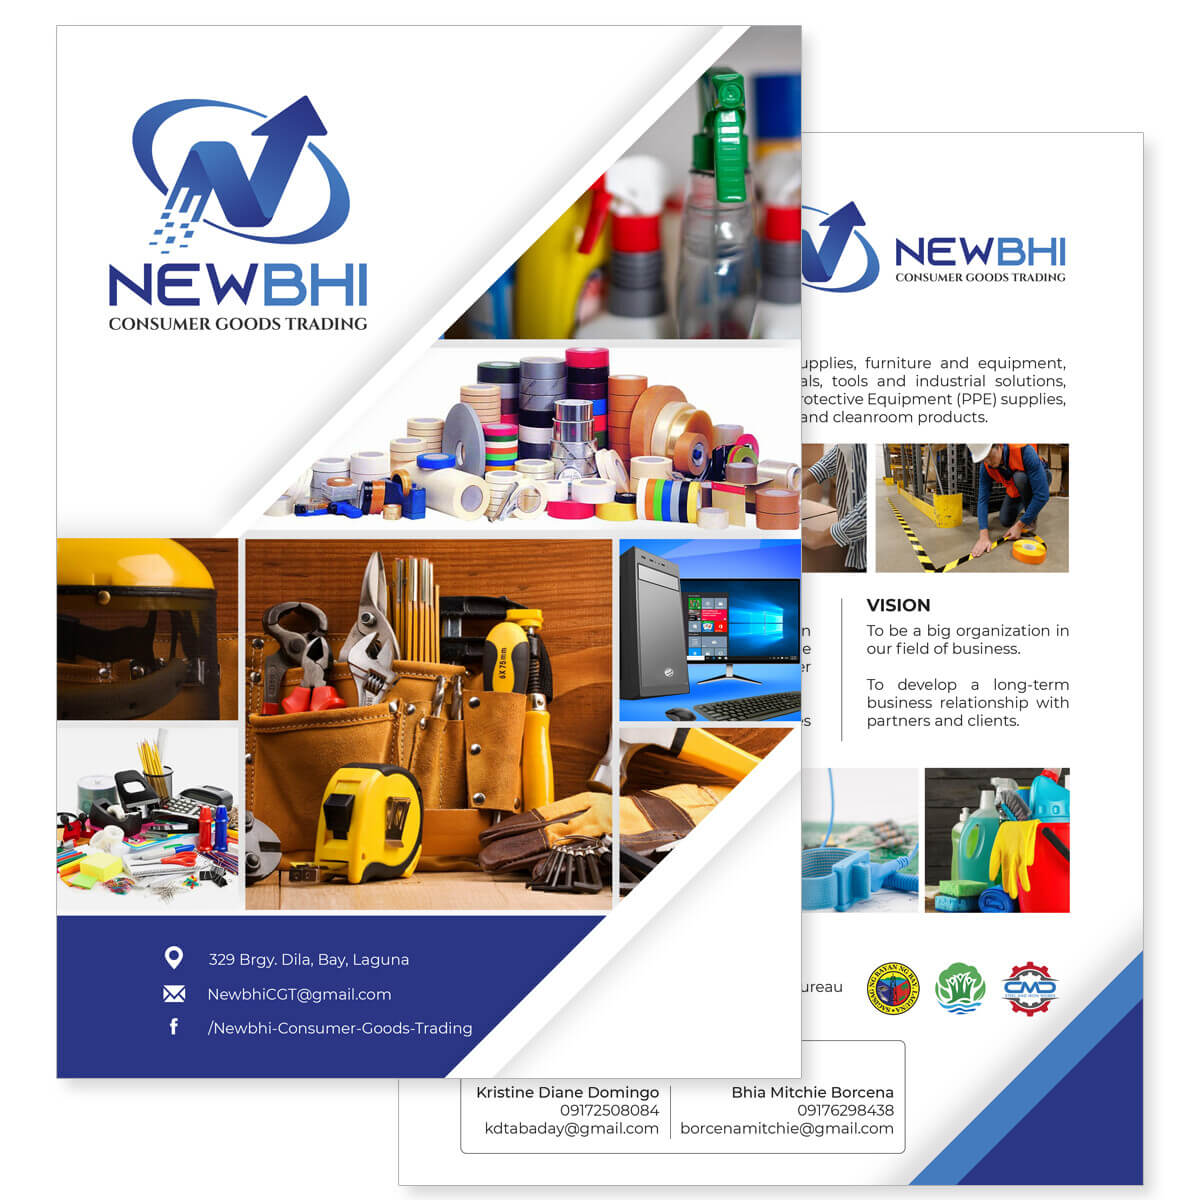 NEWBHI
CONSUMER GOODS TRADING
6 X 75mm
329 Brgy. Dila, Bay, Laguna
NewbhiCGT@gmail.com
/Newbhi-Consumer-Goods-Trading
NEWBHI
CONSUMER GOODS TRADING
upplies, furniture and equipment,
als, tools and industrial solutions,
rotective Equipment (PPE) supplies,
and cleanroom products.
VISION
To be a big organization in
our field of business.
To develop a long-term
business relationship with
partners and clients.
ureau
CMD
Kristine Diane Domingo
09172508084
kdtabaday@gmail.com
Bhia Mitchie Borcena
09176298438
borcenamitchie@gmail.com